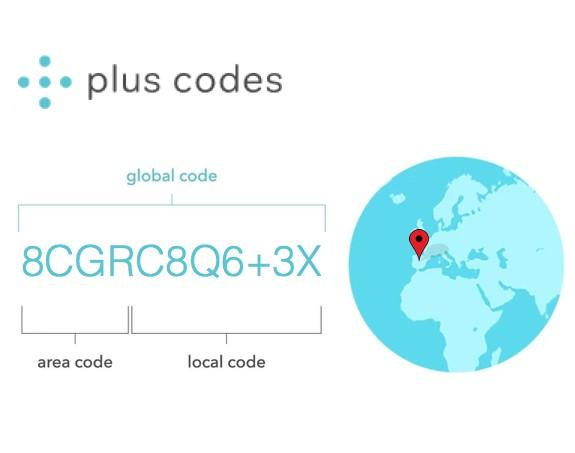 plus codes
global code
8CGRC8Q6+3X
area code
local code